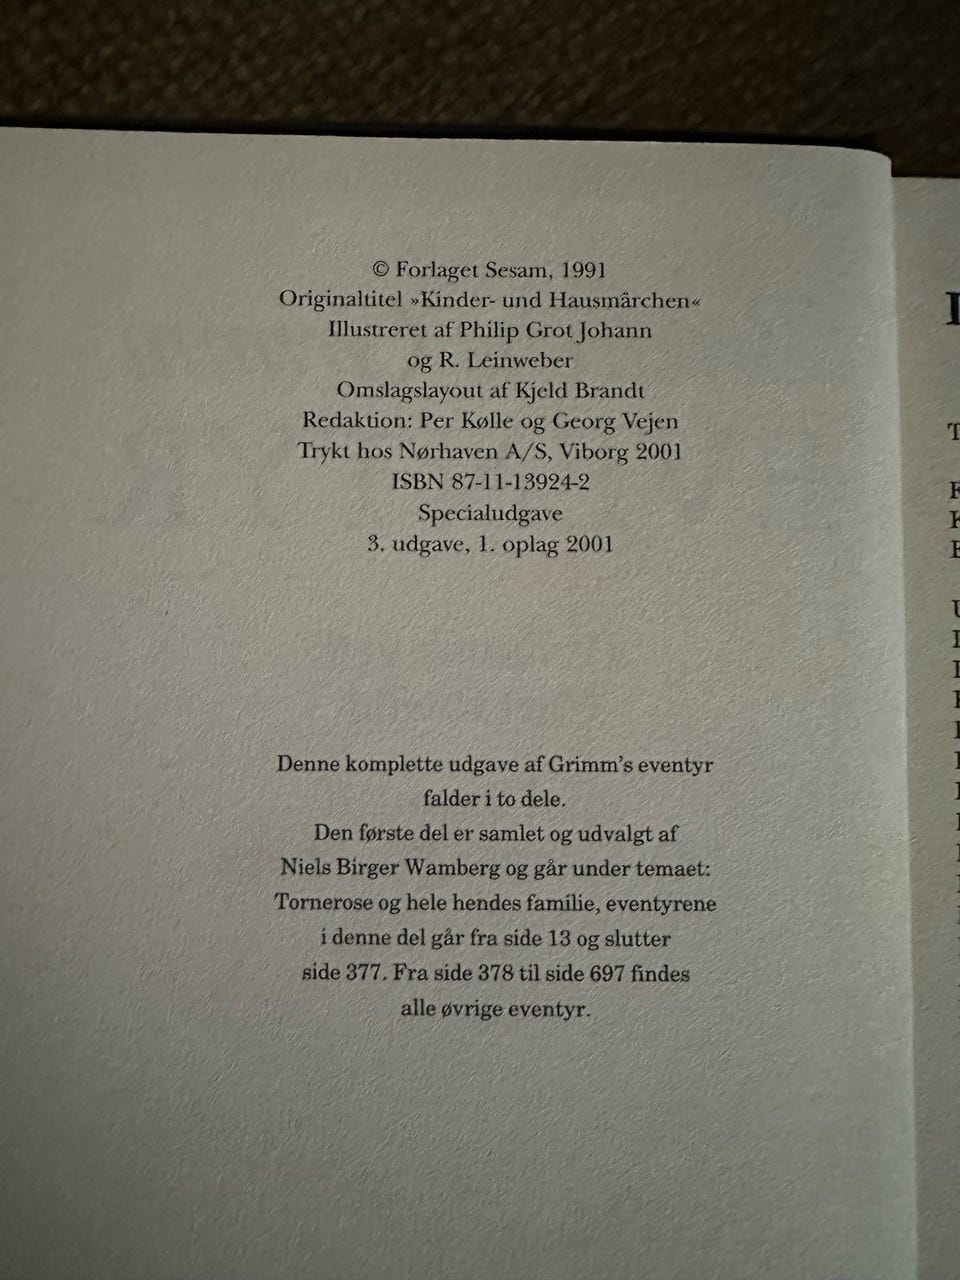 © Forlaget Sesam, 1991
Originaltitel »Kinder- und Hausmärchen«
Illustreret af Philip Grot Johann
og R. Leinweber
Omslagslayout af Kjeld Brandt
Redaktion: Per Kølle og Georg Vejen
Trykt hos Nørhaven A/S, Viborg 2001
ISBN 87-11-13924-2
Specialudgave
3. udgave, 1. oplag 2001
Denne komplette udgave af Grimm's eventyr
falder i to dele.
Den første del er samlet og udvalgt af
Niels Birger Wamberg og går under temaet:
Tornerose og hele hendes familie, eventyrene
i denne del går fra side 13 og slutter
side 377. Fra side 378 til side 697 findes
alle øvrige eventyr.